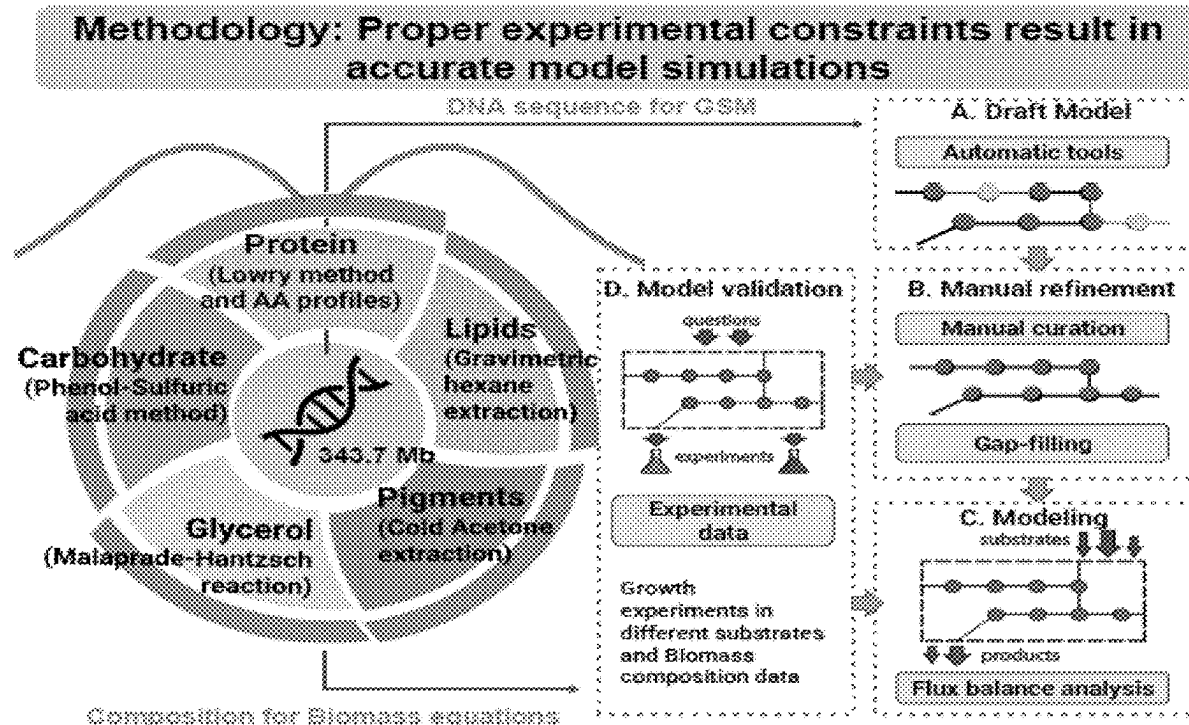 Methodology: Proper experimental constraints result in
accurate model simulations
DNA sequence for GSM
Protein
(Lowry method
and AA profiles)
Lipids
(Gravimetric
hexane
extraction)
Carbohydrate
(Phenol-Sulfuric
acid method)
343.7 Mb
Pigments
(Cold Acetone
extraction)
Glycerol
(Malaprade-Hantzsch
reaction)
Composition for Biomass equations
A. Draft Model
Automatic tools
B. Manual refinement
Manual curation
Gap-filling
C. Modeling
substrates
products
Flux balance analysis
D. Model validation
questions
experiments
Experimental
data
Growth
experiments in
different substrates
and Biomass
composition data